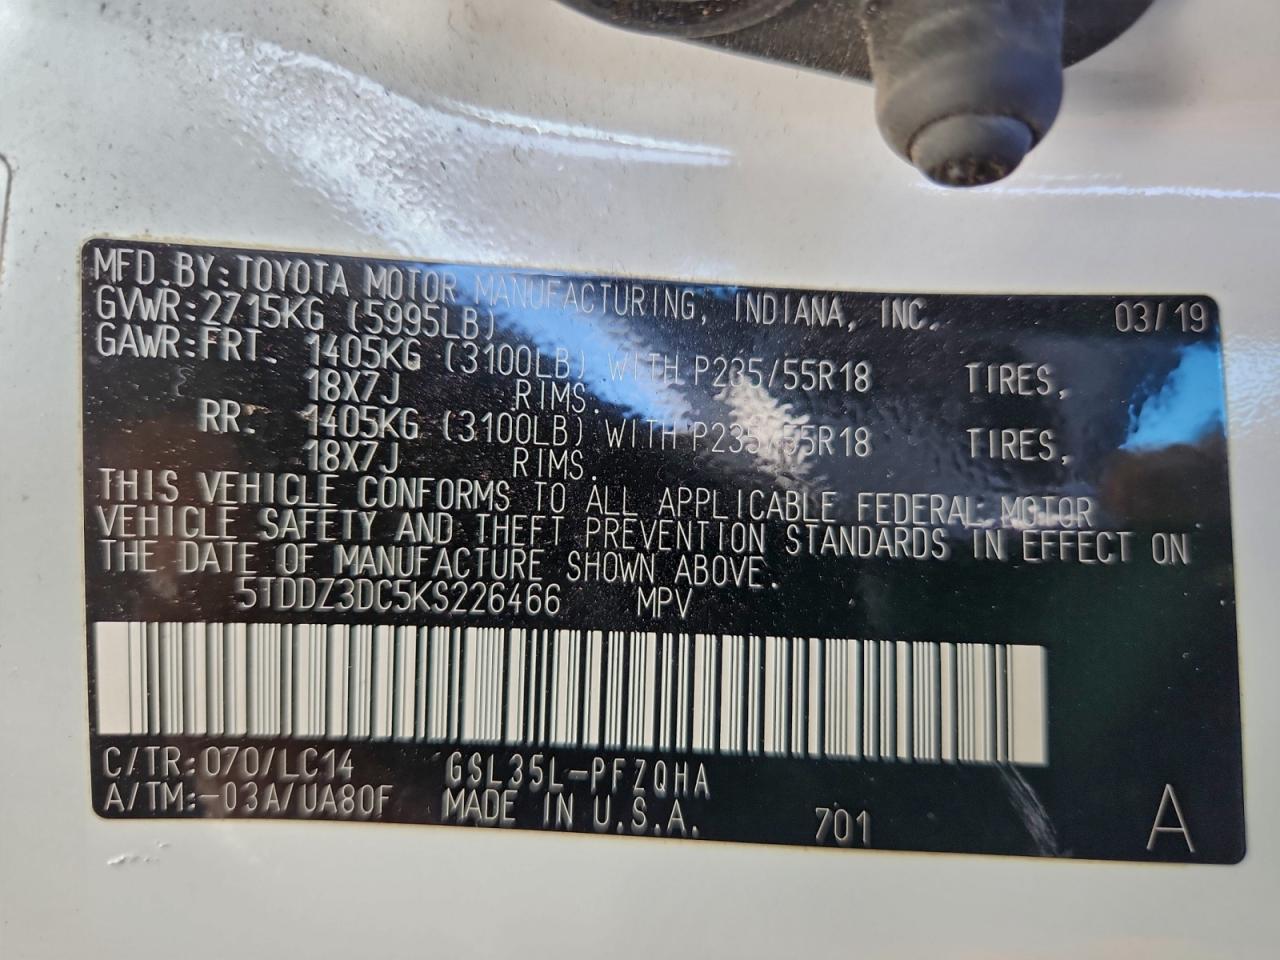 MFD. BY: TOYOTA MOTOR MANUFACTURING, INDIANA, INC. 03/19
GVWR: 2715KG (5995LB)
GAWR: FRT. 1405KG (3100LB) WITH P235/55R18 TIRES,
18X7J RIMS.
RR. 1405KG (3100LB) WITH P235/55R18 TIRES,
18X7J RIMS.
THIS VEHICLE CONFORMS TO ALL APPLICABLE FEDERAL MOTOR
VEHICLE SAFETY AND THEFT PREVENTION STANDARDS IN EFFECT ON
THE DATE OF MANUFACTURE SHOWN ABOVE.
5TDDZ3DC5KS226466 MPV
C/TR: 070/LC14 GSL35L-PFZQHA
A/TM: -03A/UA80F MADE IN U.S.A. 701 A